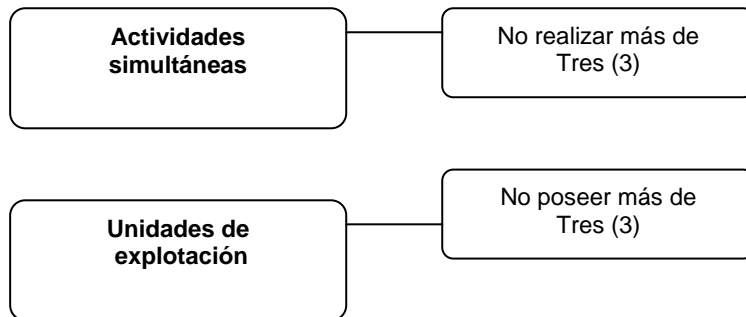 Actividades
simultáneas
No realizar más de
Tres (3)
Unidades de
explotación
No poseer más de
Tres (3)